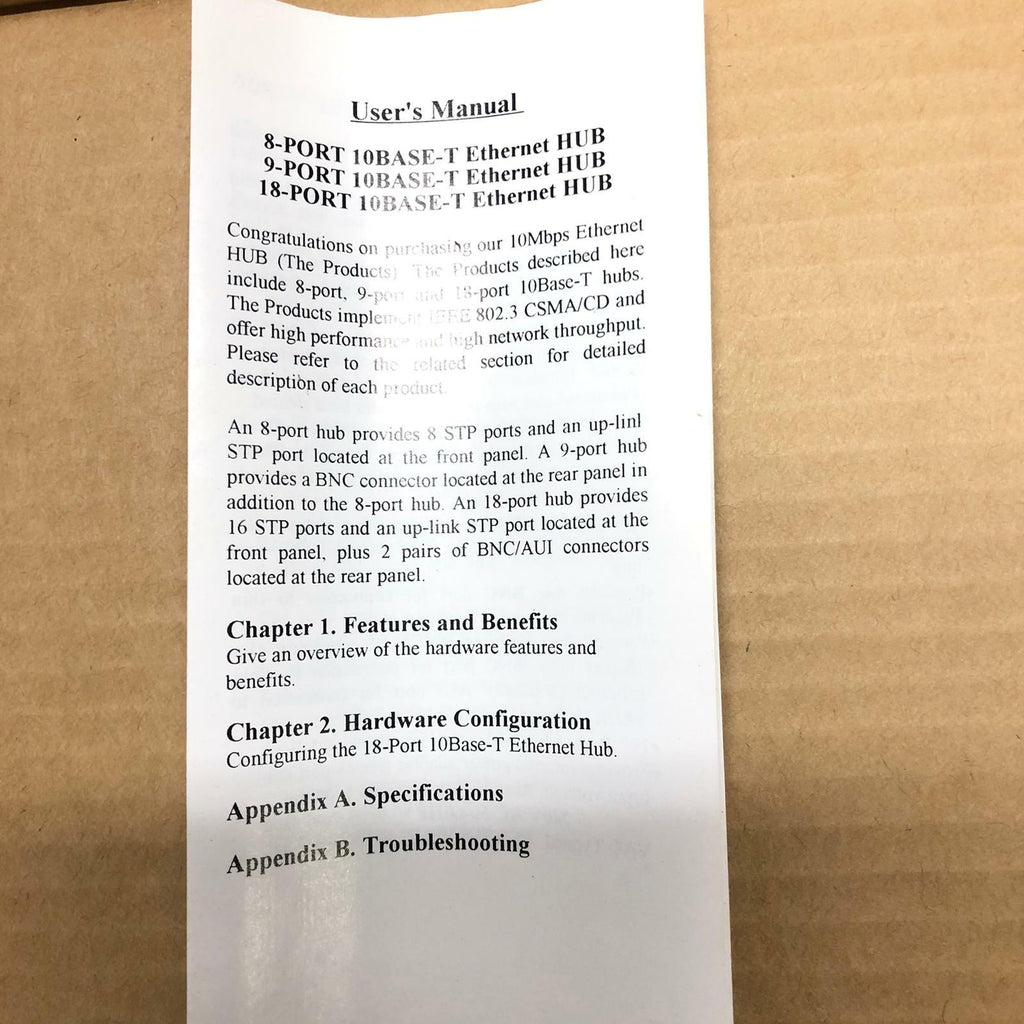 User's Manual
8-PORT 10BASE-T Ethernet HUB
9-PORT 10BASE-T Ethernet HUB
18-PORT 10BASE-T Ethernet HUB
Congratulations on purchasing our 10Mbps Ethernet
HUB (The Products). The Products described here
include 8-port, 9-port and 18-port 10Base-T hubs.
The Products implement IEEE 802.3 CSMA/CD and
offer high performance and high network throughput.
Please refer to the related section for detailed
description of each product.
An 8-port hub provides 8 STP ports and an up-linl
STP port located at the front panel. A 9-port hub
provides a BNC connector located at the rear panel in
addition to the 8-port hub. An 18-port hub provides
16 STP ports and an up-link STP port located at the
front panel, plus 2 pairs of BNC/AUI connectors
located at the rear panel.
Chapter 1. Features and Benefits
Give an overview of the hardware features and
benefits.
Chapter 2. Hardware Configuration
Configuring the 18-Port 10Base-T Ethernet Hub.
Appendix A. Specifications
Appendix B. Troubleshooting